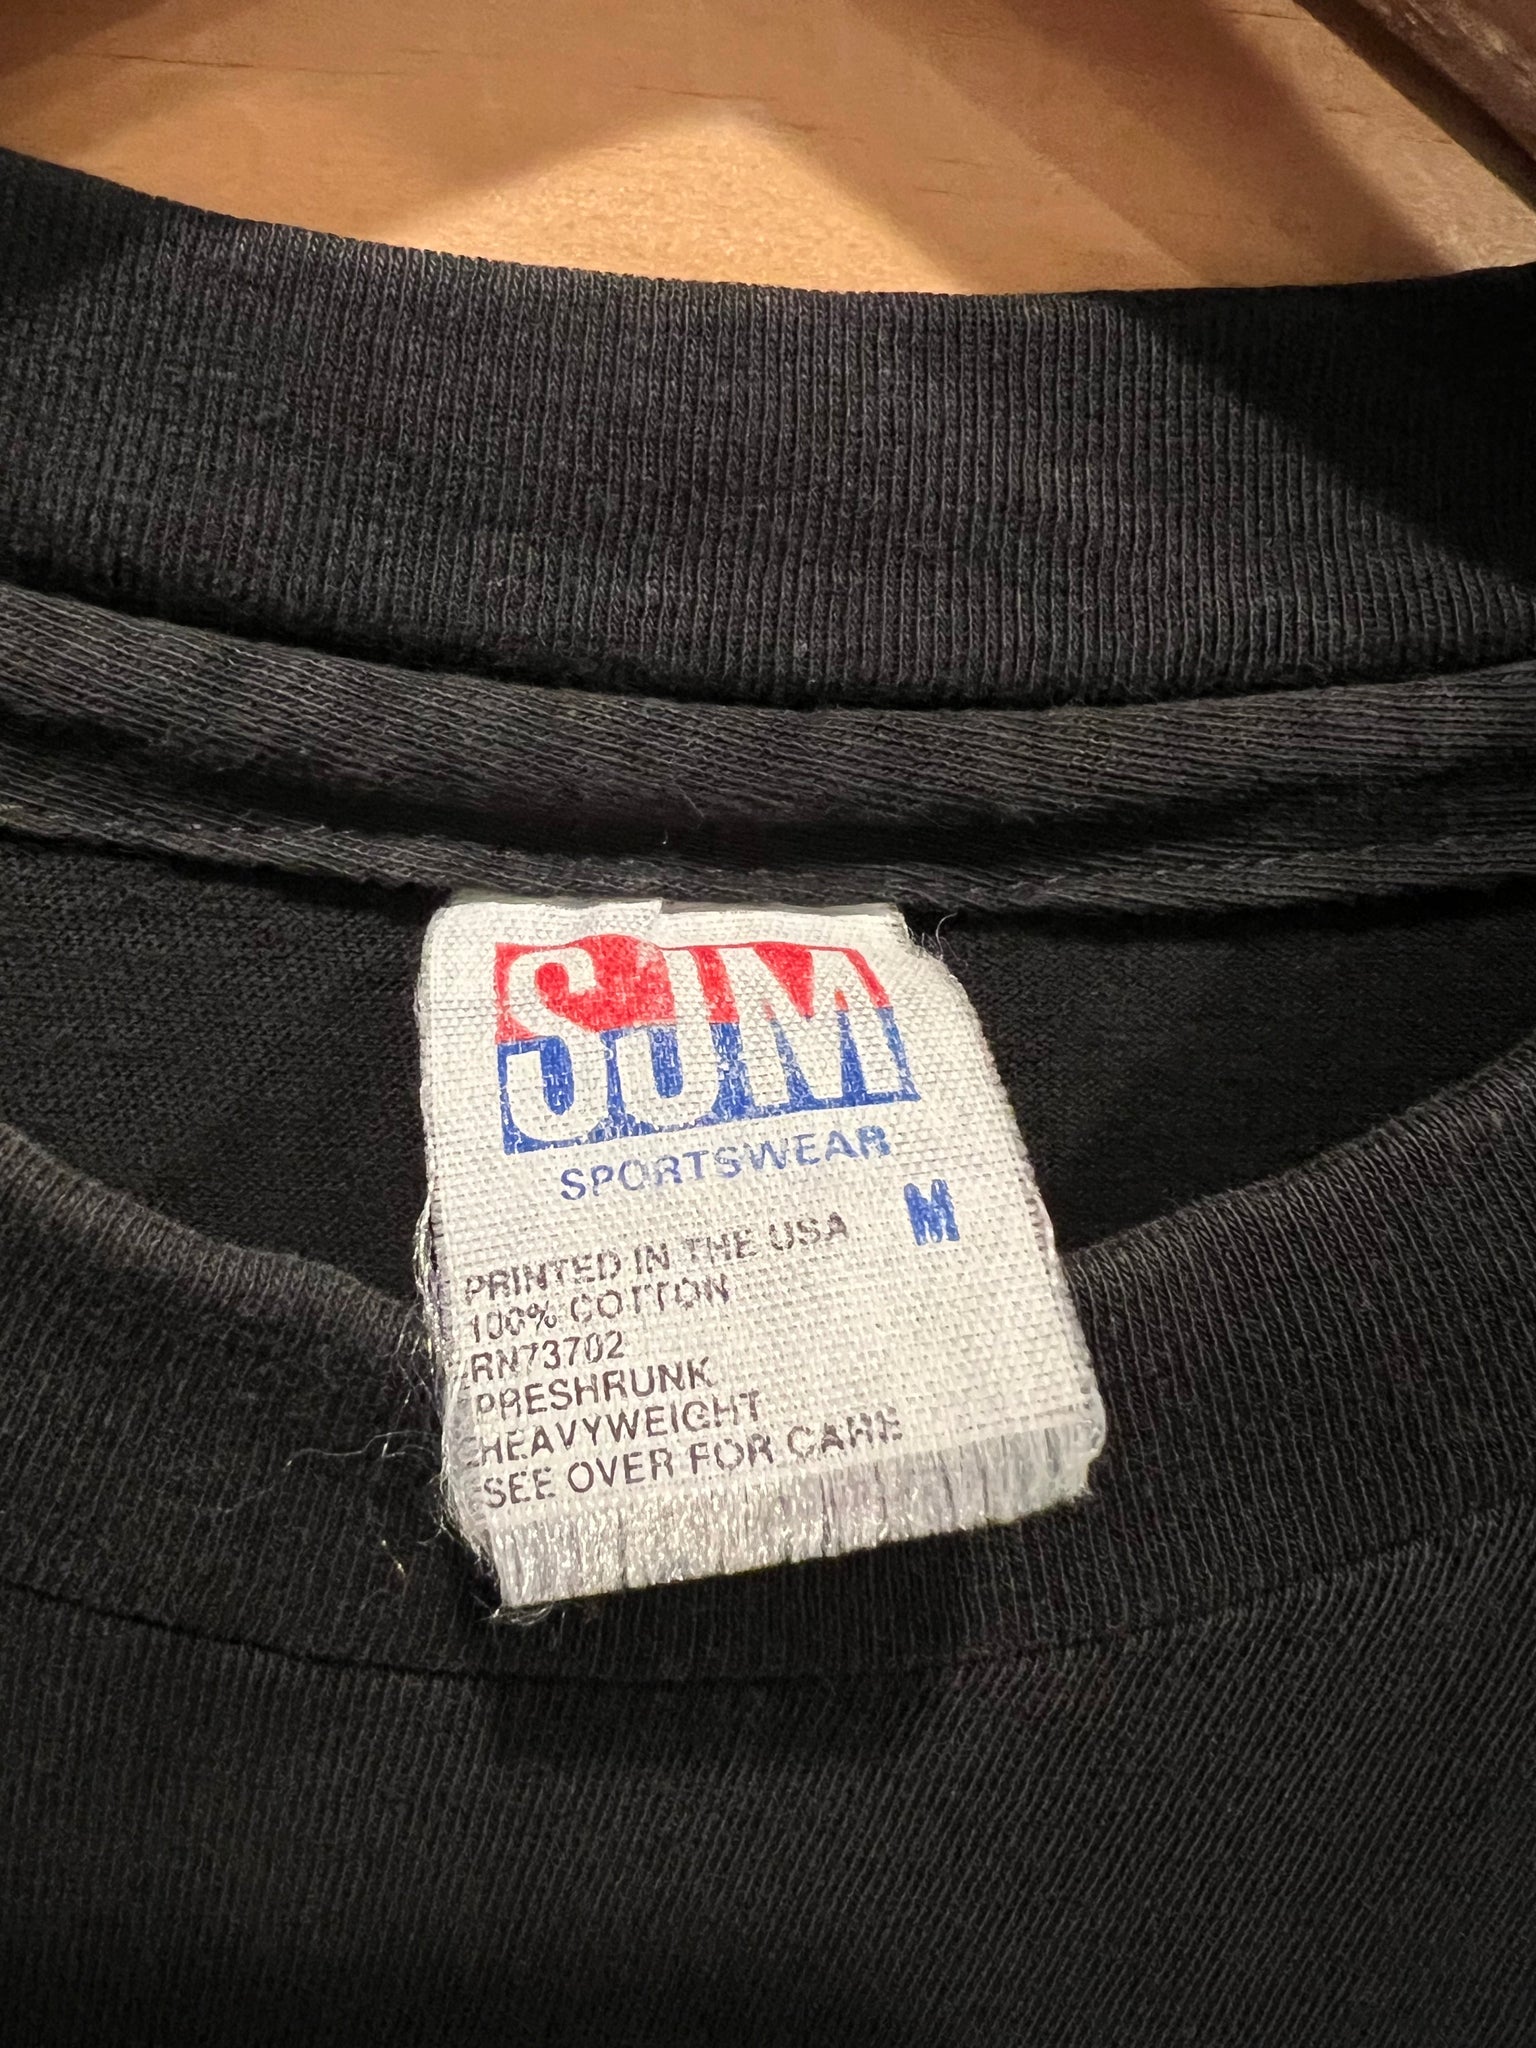 SJM
SPORTSWEAR
M
PRINTED IN THE USA
100% COTTON
RN73702
PRESHRUNK
HEAVYWEIGHT
SEE OVER FOR CARE